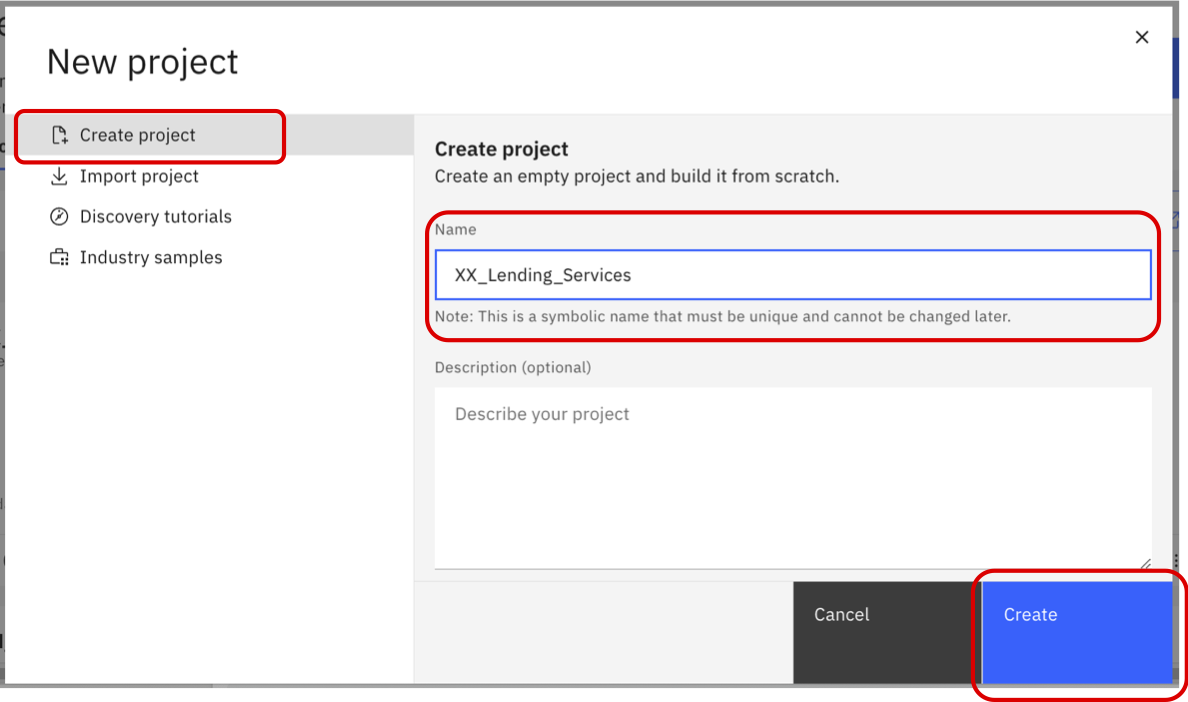 New project
Create project
Import project
Discovery tutorials
Industry samples
Create project
Create an empty project and build it from scratch.
Name
XX_Lending_Services
Note: This is a symbolic name that must be unique and cannot be changed later.
Description (optional)
Describe your project
Cancel
Create